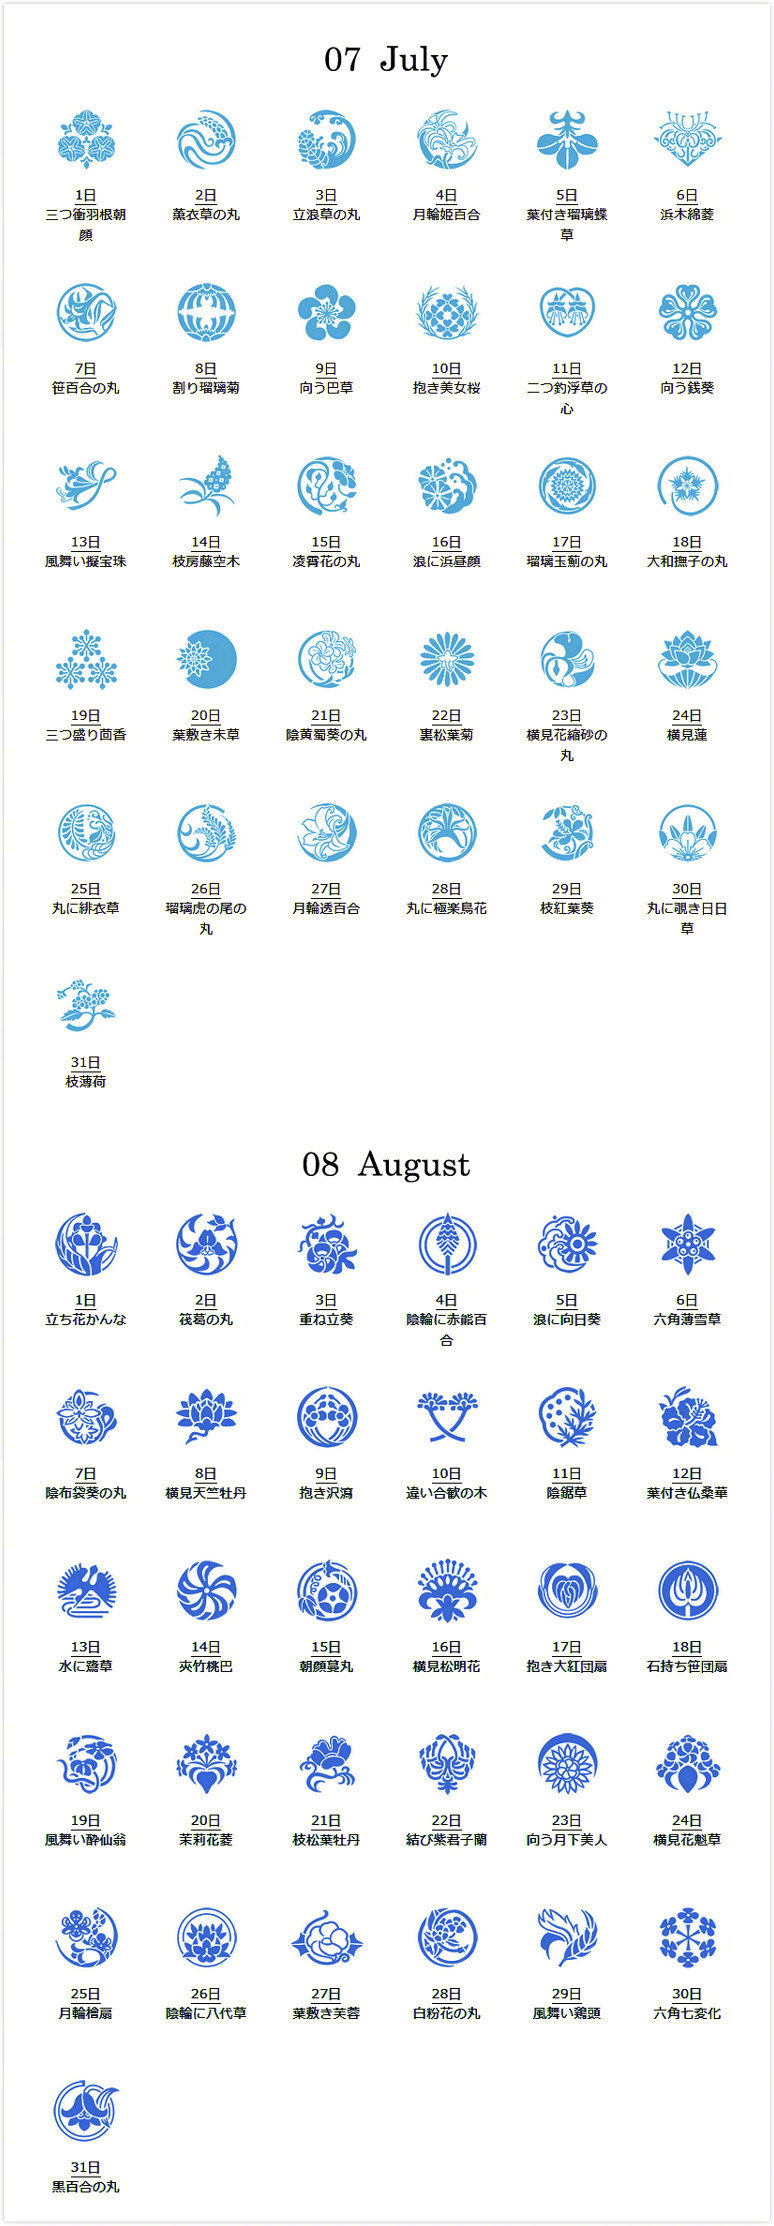 07 July
1日 2日 3日 4日 5日 6日
三つ衝羽根朝 薫衣草の丸 立浪草の丸 月輪姫百合 葉付き瑠璃蝶 浜木綿菱
顔 草
7日 8日 9日 10日 11日 12日
笹百合の丸 割り瑠璃菊 向う巴草 抱き美女桜 二つ釣浮草の 向う銭葵
心
13日 14日 15日 16日 17日 18日
風舞い擬宝珠 枝房藤空木 凌霄花の丸 浪に浜昼顔 瑠璃玉薊の丸 大和撫子の丸
19日 20日 21日 22日 23日 24日
三つ盛り茴香 葉敷き未草 陰黄蜀葵の丸 裏松葉菊 横見花縮砂の 横見蓮
丸
25日 26日 27日 28日 29日 30日
丸に緋衣草 瑠璃虎の尾の 月輪透百合 丸に極楽鳥花 枝紅葉葵 丸に覗き日日
丸 草
31日
枝薄荷
08 August
1日 2日 3日 4日 5日 6日
立ち花かんな 筏葛の丸 重ね立葵 陰輪に赤熊百 浪に向日葵 六角薄雪草
合
7日 8日 9日 10日 11日 12日
陰布袋葵の丸 横見天竺牡丹 抱き沢瀉 違い合歓の木 陰鋸草 葉付き仏桑華
13日 14日 15日 16日 17日 18日
水に鷺草 夾竹桃巴 朝顔蔓丸 横見松明花 抱き大紅団扇 石持ち笹団扇
19日 20日 21日 22日 23日 24日
風舞い酔仙翁 茉莉花菱 枝松葉牡丹 結び紫君子蘭 向う月下美人 横見花魁草
25日 26日 27日 28日 29日 30日
月輪檜扇 陰輪に八代草 葉敷き芙蓉 白粉花の丸 風舞い鶏頭 六角七変化
31日
黒百合の丸